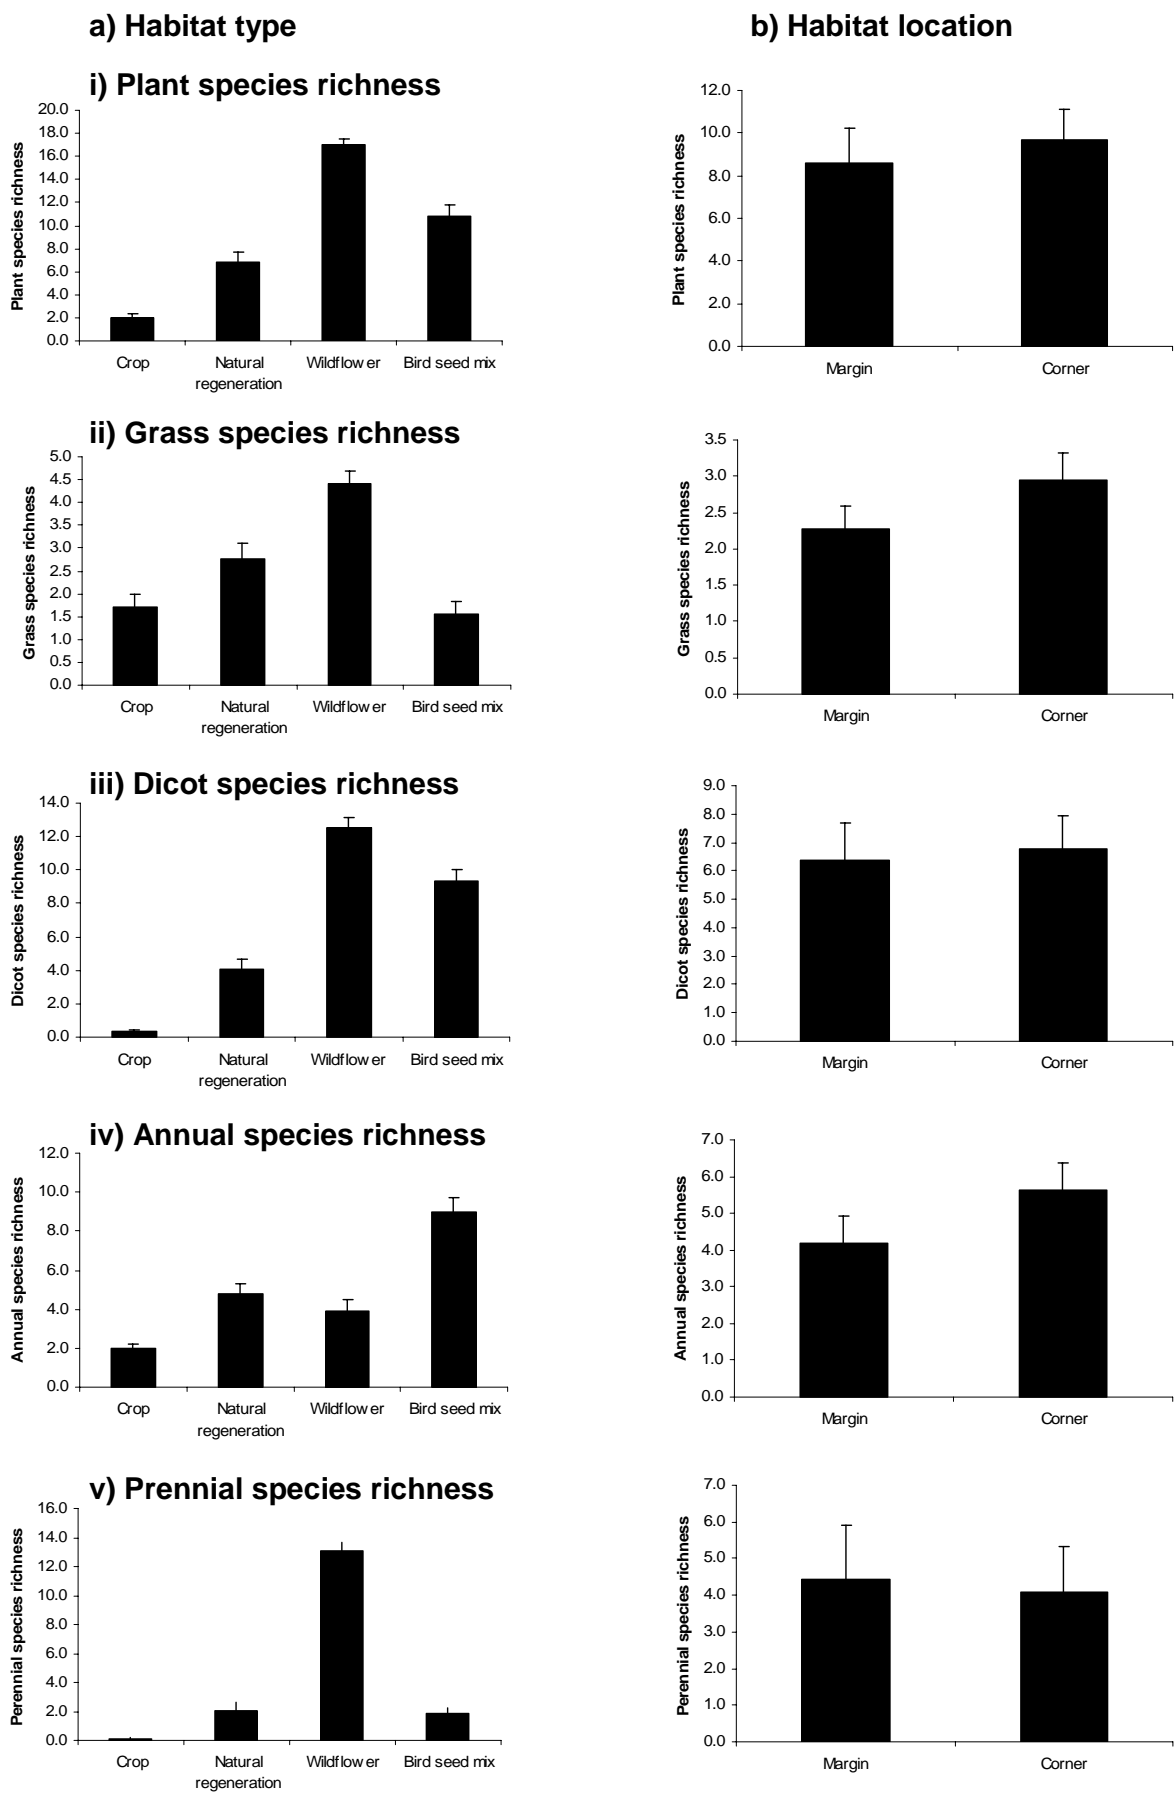 a) Habitat type
b) Habitat location
i) Plant species richness
Plant species richness
20.0
18.0
16.0
14.0
12.0
10.0
8.0
6.0
4.0
2.0
0.0
Crop
Natural
regeneration
Wildflower
Bird seed mix
Plant species richness
12.0
10.0
8.0
6.0
4.0
2.0
0.0
Margin
Corner
ii) Grass species richness
Grass species richness
5.0
4.5
4.0
3.5
3.0
2.5
2.0
1.5
1.0
0.5
0.0
Crop
Natural
regeneration
Wildflower
Bird seed mix
Grass species richness
3.5
3.0
2.5
2.0
1.5
1.0
0.5
0.0
Margin
Corner
iii) Dicot species richness
Dicot species richness
14.0
12.0
10.0
8.0
6.0
4.0
2.0
0.0
Crop
Natural
regeneration
Wildflower
Bird seed mix
Dicot species richness
9.0
8.0
7.0
6.0
5.0
4.0
3.0
2.0
1.0
0.0
Margin
Corner
iv) Annual species richness
Annual species richness
12.0
10.0
8.0
6.0
4.0
2.0
0.0
Crop
Natural
regeneration
Wildflower
Bird seed mix
Annual species richness
7.0
6.0
5.0
4.0
3.0
2.0
1.0
0.0
Margin
Corner
v) Prennial species richness
Perennial species richness
16.0
14.0
12.0
10.0
8.0
6.0
4.0
2.0
0.0
Crop
Natural
regeneration
Wildflower
Bird seed mix
Perennial species richness
7.0
6.0
5.0
4.0
3.0
2.0
1.0
0.0
Margin
Corner